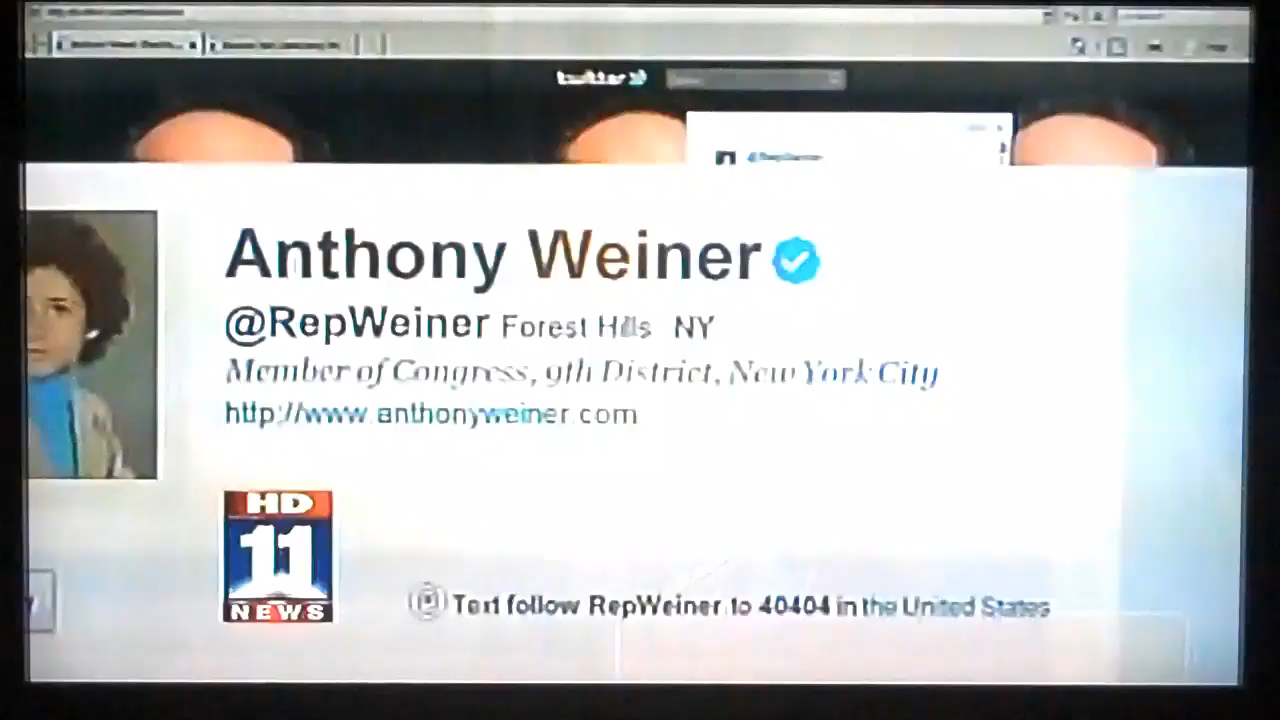 twitter
@RepWeiner
Anthony Weiner
@RepWeiner Forest Hills NY
Member of Congress, 9th District, New York City
http://www.anthonyweiner.com
HD
11
NEWS
Text follow RepWeiner to 40404 in the United States